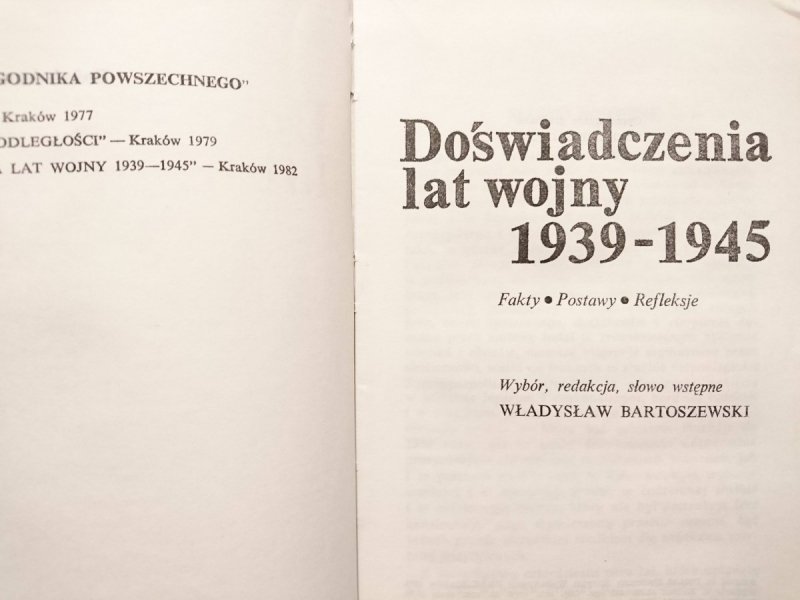 GODNIKA POWSZECHNEGO"
Kraków 1977
ODLEGŁOŚCI" — Kraków 1979
A LAT WOJNY 1939—1945" — Kraków 1982
Doświadczenia
lat wojny
1939-1945
Fakty ● Postawy ● Refleksje
Wybór, redakcja, słowo wstępne
WŁADYSŁAW BARTOSZEWSKI